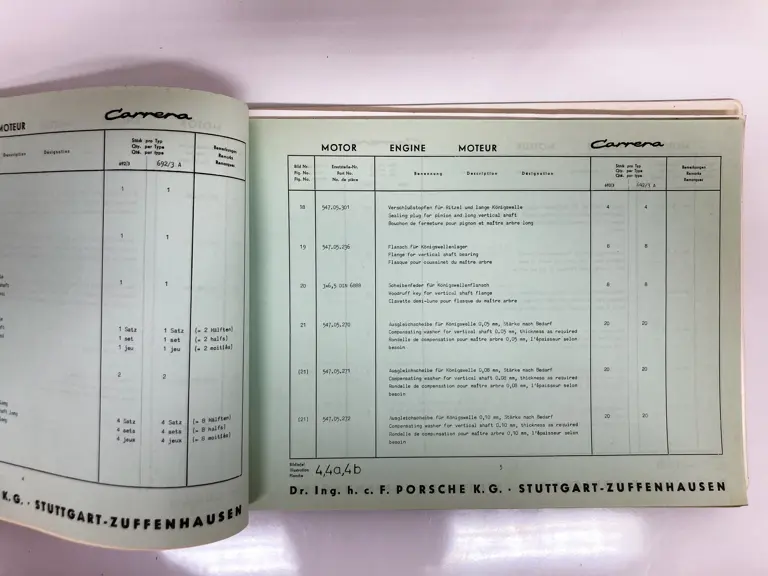 MOTEUR
Carrera
Description Désignation
Stck pro Typ
Qty. per Type
Qté. par Type
692/3 A
Bemerkungen
Remarks
Remarques
1 1
1 1
1 1
1 Satz 1 Satz (= 2 Hälften)
1 set 1 set (= 2 halfs)
1 jeu 1 jeu (= 2 moitiés)
2 2
4 Satz 4 Satz (= 8 Hälften)
4 sets 4 sets (= 8 halfs)
4 jeux 4 jeux (= 8 moitiés)
K.G. · STUTTGART-ZUFFENHAUSEN
MOTOR ENGINE MOTEUR Carrera
Bild Nr.
Fig. No.
Fig. No.
Ersatzteile-Nr.
Part No.
No. de pièce
Benennung Description Désignation
Stck pro Typ
Qty. per Type
Qté. par type
692/3 A
Bemerkungen
Remarks
Remarques
18 547.05.301 Verschlußstopfen für Ritzel und lange Königswelle 4 4
Sealing plug for pinion and long vertical shaft
Bouchon de fermeture pour pignon et maître arbre long
19 547.05.236 Flansch für Königswellenlager 8 8
Flange for vertical shaft bearing
Flasque pour coussinet du maître arbre
20 3x6,5 DIN 6888 Scheibenfeder für Königswellenflansch 8 8
Woodruff key for vertical shaft flange
Clavette demi-lune pour flasque du maître arbre
21 547.05.270 Ausgleichscheibe für Königswelle 0,05 mm, Stärke nach Bedarf 20 20
Compensating washer for vertical shaft 0,05 mm, thickness as required
Rondelle de compensation pour maître arbre 0,05 mm, l'épaisseur selon
besoin
(21) 547.05.271 Ausgleichscheibe für Königswelle 0,08 mm, Stärke nach Bedarf 20 20
Compensating washer for vertical shaft 0,08 mm, thickness as required
Rondelle de compensation pour maître arbre 0,08 mm, l'épaisseur selon
besoin
(21) 547.05.272 Ausgleichscheibe für Königswelle 0,10 mm, Stärke nach Bedarf 20 20
Compensating washer for vertical shaft 0,10 mm, thickness as required
Rondelle de compensation pour maître arbre 0,10 mm, l'épaisseur selon
besoin
Bildtafel
Illustration
Planche
4,4a,4b
5
Dr. Ing. h. c. F. PORSCHE K. G. · STUTTGART-ZUFFENHAUSEN